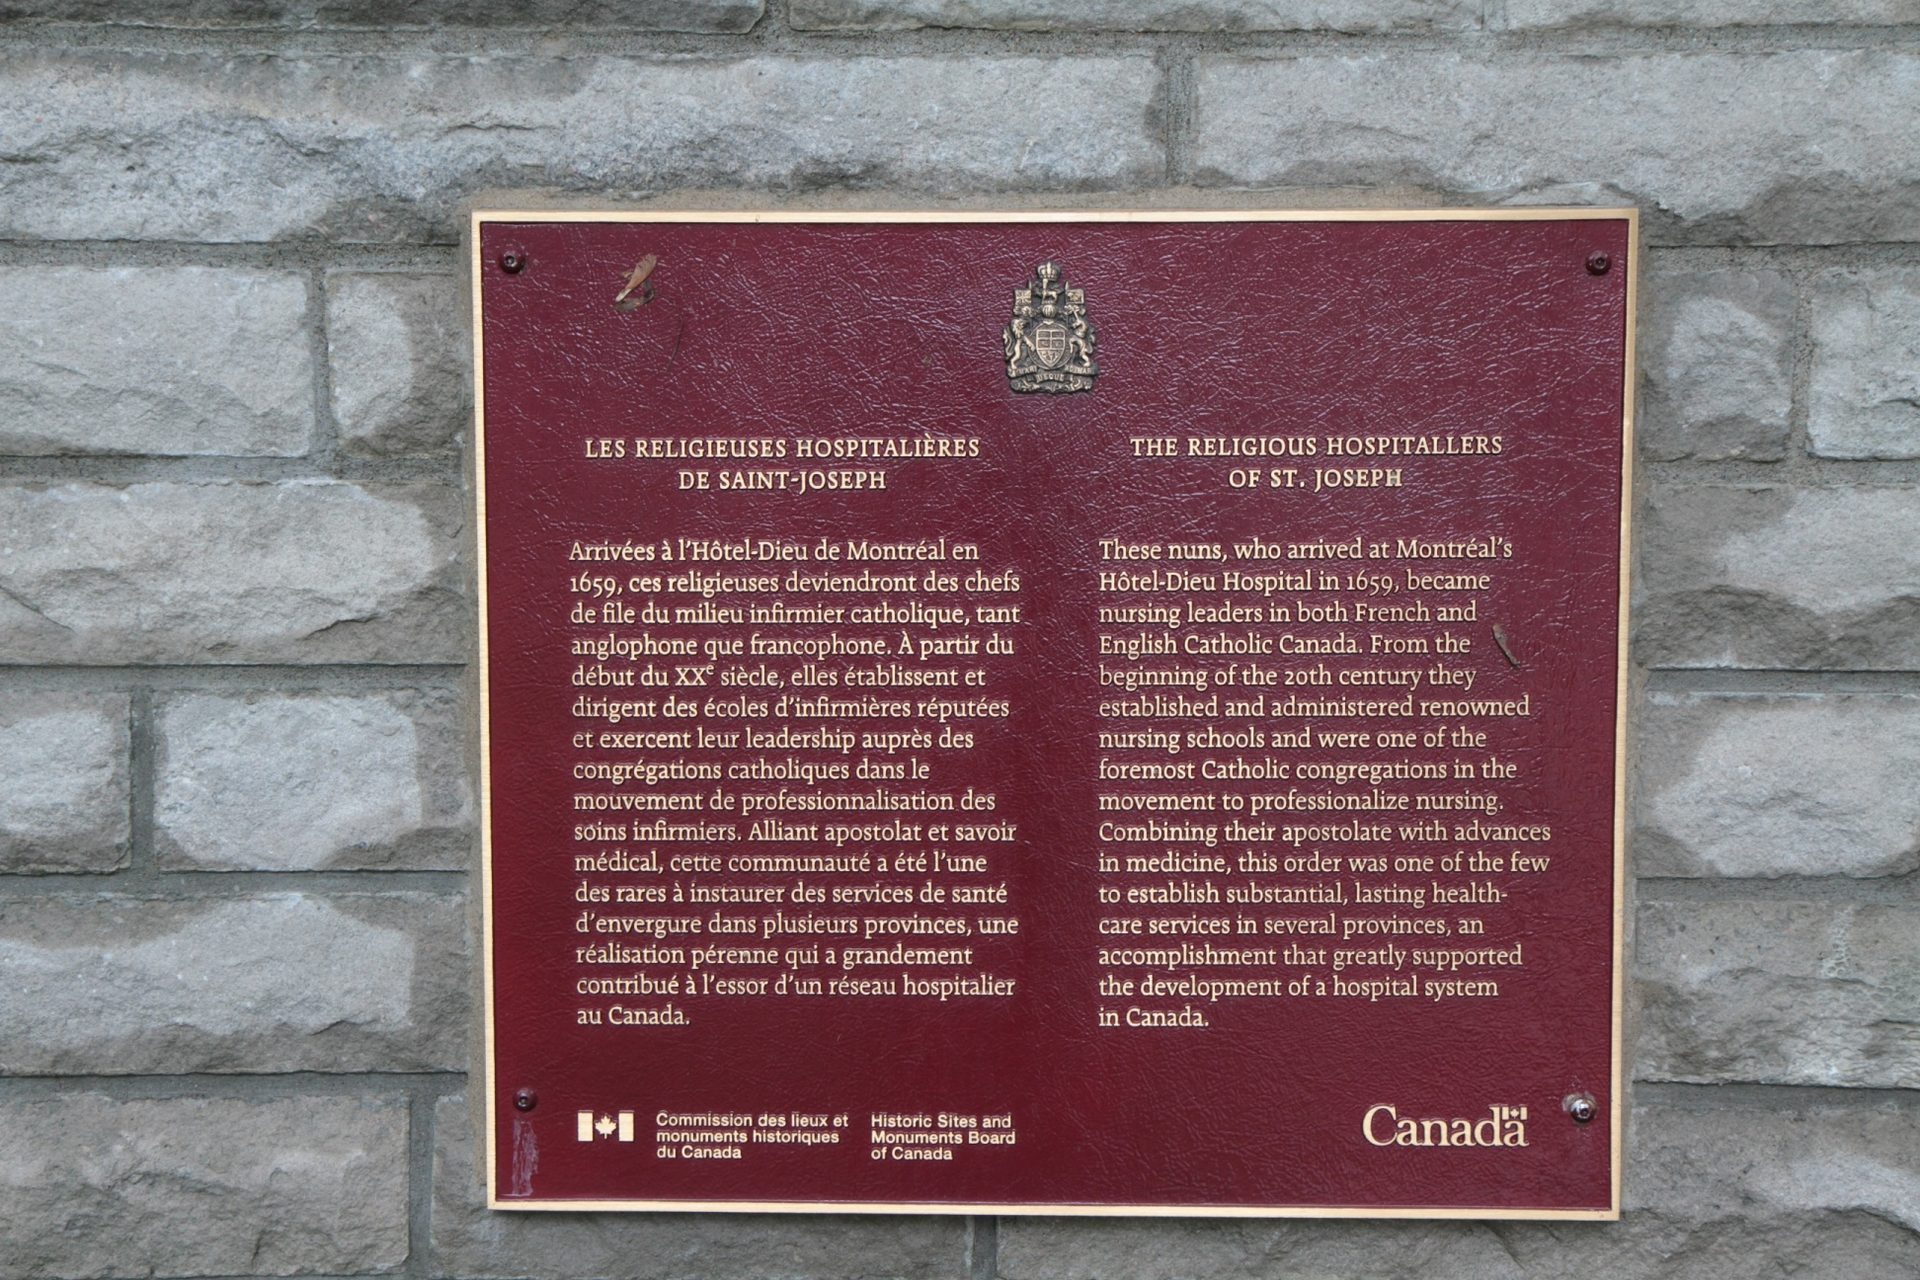 LES RELIGIEUSES HOSPITALIÈRES
DE SAINT-JOSEPH
Arrivées à l'Hôtel-Dieu de Montréal en
1659, ces religieuses deviendront des chefs
de file du milieu infirmier catholique, tant
anglophone que francophone. À partir du
début du XXe siècle, elles établissent et
dirigent des écoles d'infirmières réputées
et exercent leur leadership auprès des
congrégations catholiques dans le
mouvement de professionnalisation des
soins infirmiers. Alliant apostolat et savoir
médical, cette communauté a été l'une
des rares à instaurer des services de santé
d'envergure dans plusieurs provinces, une
réalisation pérenne qui a grandement
contribué à l'essor d'un réseau hospitalier
au Canada.
THE RELIGIOUS HOSPITALLERS
OF ST. JOSEPH
These nuns, who arrived at Montréal's
Hôtel-Dieu Hospital in 1659, became
nursing leaders in both French and
English Catholic Canada. From the
beginning of the 20th century they
established and administered renowned
nursing schools and were one of the
foremost Catholic congregations in the
movement to professionalize nursing.
Combining their apostolate with advances
in medicine, this order was one of the few
to establish substantial, lasting health-
care services in several provinces, an
accomplishment that greatly supported
the development of a hospital system
in Canada.
Commission des lieux et
monuments historiques
du Canada
Historic Sites and
Monuments Board
of Canada
Canada